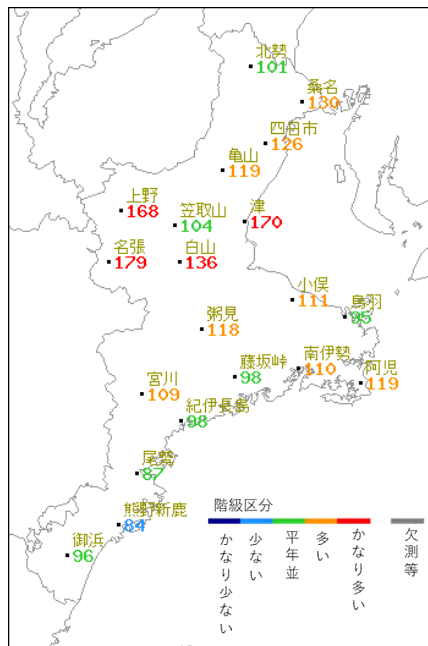 北勢
101
桑名
130
四日市
126
亀山
119
上野
168
笠取山
104
津
170
名張
179
白山
136
小俣
111
鳥羽
95
粥見
118
藤坂峠
98
南伊勢
110
阿児
119
宮川
109
紀伊長島
98
尾鷲
87
熊野新鹿
84
御浜
96
階級区分
かなり少ない
少ない
平年並
多い
かなり多い
欠測等